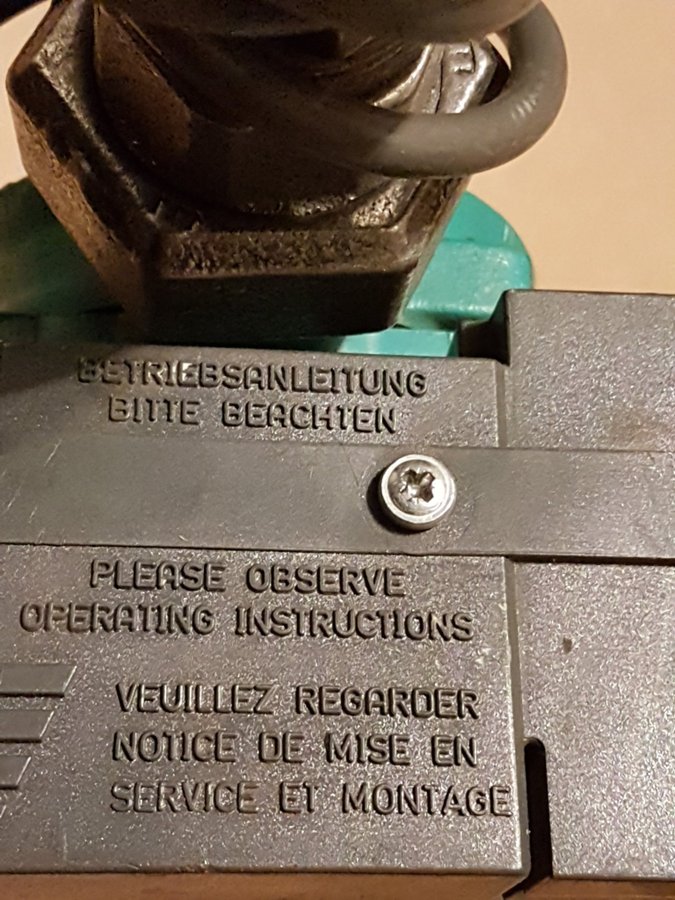 BETRIEBSANLEITUNG
BITTE BEACHTEN
PLEASE OBSERVE
OPERATING INSTRUCTIONS
VEUILLEZ REGARDER
NOTICE DE MISE EN
SERVICE ET MONTAGE